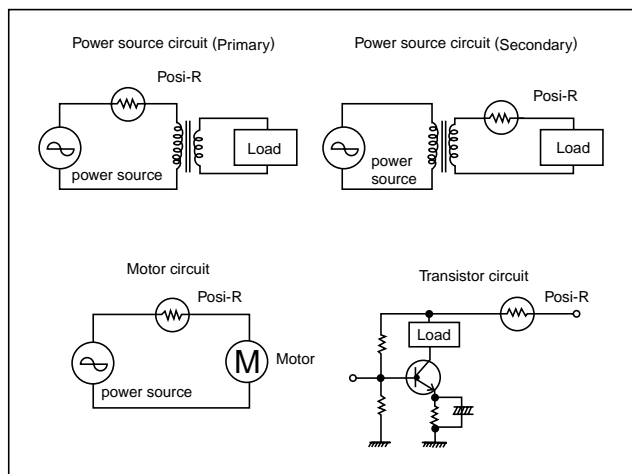 Power source circuit (Primary)
Posi-R
power source
Load
Power source circuit (Secondary)
Posi-R
power
source
Load
Motor circuit
Posi-R
M
Motor
power source
Transistor circuit
Posi-R
Load